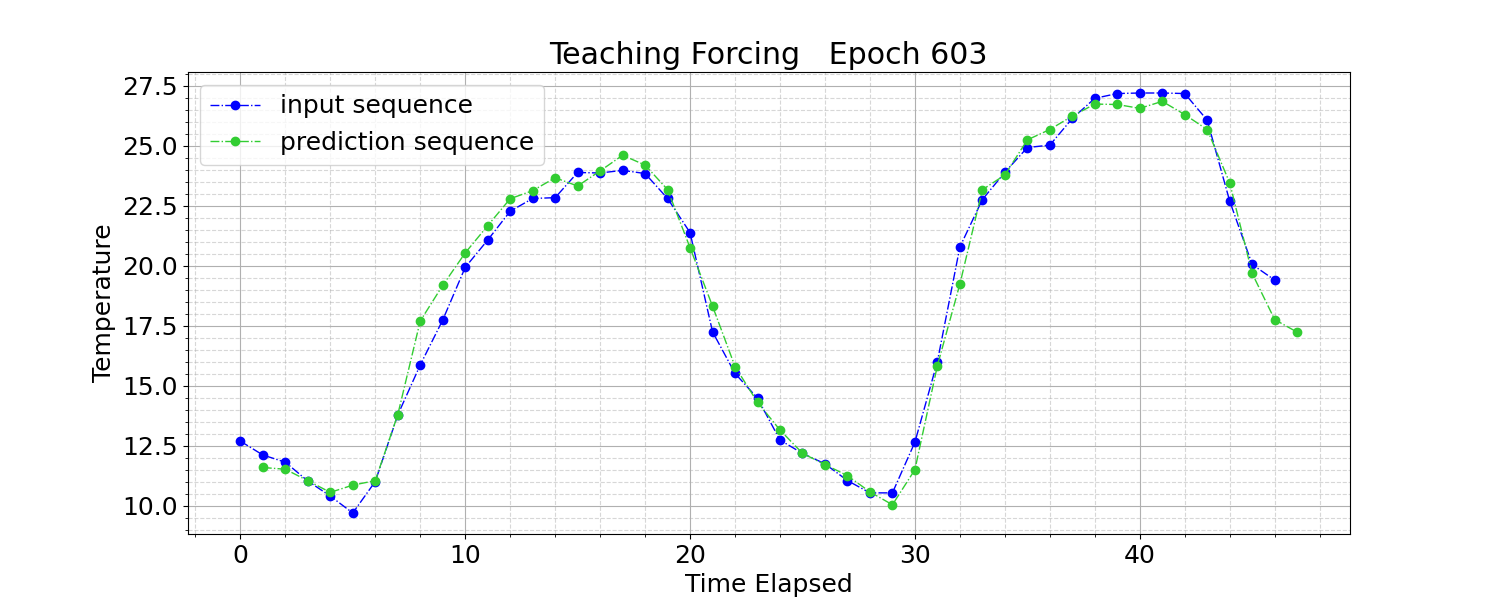 Teaching Forcing   Epoch 603
27.5
25.0
22.5
20.0
17.5
15.0
12.5
10.0
Temperature
input sequence
prediction sequence
0 10 20 30 40
Time Elapsed